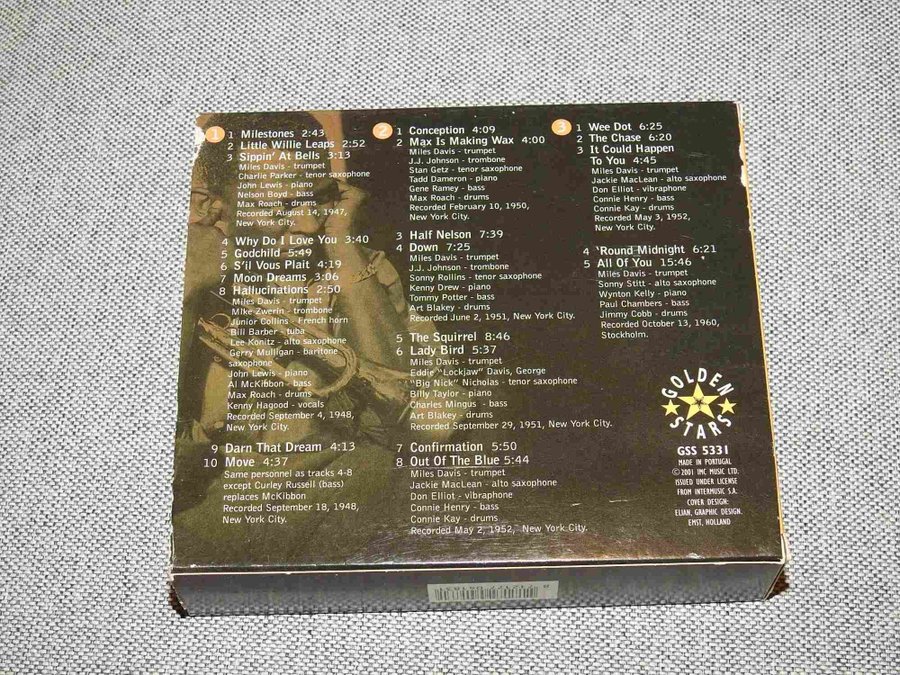 1
1 Milestones 2:43
2 Little Willie Leaps 2:52
3 Sippin' At Bells 3:13
Miles Davis - trumpet
Charlie Parker - tenor saxophone
John Lewis - piano
Nelson Boyd - bass
Max Roach - drums
Recorded August 14, 1947,
New York City.
4 Why Do I Love You 3:40
5 Godchild 5:49
6 S'il Vous Plait 4:19
7 Moon Dreams 3:06
8 Hallucinations 2:50
Miles Davis - trumpet
Mike Zwerin - trombone
Junior Collins - French horn
Bill Barber - tuba
Lee Konitz - alto saxophone
Gerry Mulligan - baritone
saxophone
John Lewis - piano
Al McKibbon - bass
Max Roach - drums
Kenny Hagood - vocals
Recorded September 4, 1948,
New York City.
9 Darn That Dream 4:13
10 Move 4:37
Same personnel as tracks 4-8
except Curley Russell (bass)
replaces McKibbon
Recorded September 18, 1948,
New York City.
2
1 Conception 4:09
2 Max Is Making Wax 4:00
Miles Davis - trumpet
J.J. Johnson - trombone
Stan Getz - tenor saxophone
Tadd Dameron - piano
Gene Ramey - bass
Max Roach - drums
Recorded February 10, 1950,
New York City.
3 Half Nelson 7:39
4 Down 7:25
Miles Davis - trumpet
J.J. Johnson - trombone
Sonny Rollins - tenor saxophone
Kenny Drew - piano
Tommy Potter - bass
Art Blakey - drums
Recorded June 2, 1951, New York City.
5 The Squirrel 8:46
6 Lady Bird 5:37
Miles Davis - trumpet
Eddie "Lockjaw" Davis, George
"Big Nick" Nicholas - tenor saxophone
Billy Taylor - piano
Charles Mingus - bass
Art Blakey - drums
Recorded September 29, 1951, New York City.
7 Confirmation 5:50
8 Out Of The Blue 5:44
Miles Davis - trumpet
Jackie MacLean - alto saxophone
Don Elliot - vibraphone
Connie Henry - bass
Connie Kay - drums
Recorded May 2, 1952, New York City.
3
1 Wee Dot 6:25
2 The Chase 6:20
3 It Could Happen
To You 4:45
Miles Davis - trumpet
Jackie MacLean - alto saxophone
Don Elliot - vibraphone
Connie Henry - bass
Connie Kay - drums
Recorded May 3, 1952,
New York City.
4 'Round Midnight 6:21
5 All Of You 15:46
Miles Davis - trumpet
Sonny Stitt - alto saxophone
Wynton Kelly - piano
Paul Chambers - bass
Jimmy Cobb - drums
Recorded October 13, 1960,
Stockholm.
GOLDEN
STARS
GSS 5331
MADE IN PORTUGAL
©2001 IMC MUSIC LTD.
ISSUED UNDER LICENSE
FROM INTERMUSIC S.A.
COVER DESIGN:
ELIAN, GRAPHIC DESIGN.
EMST, HOLLAND